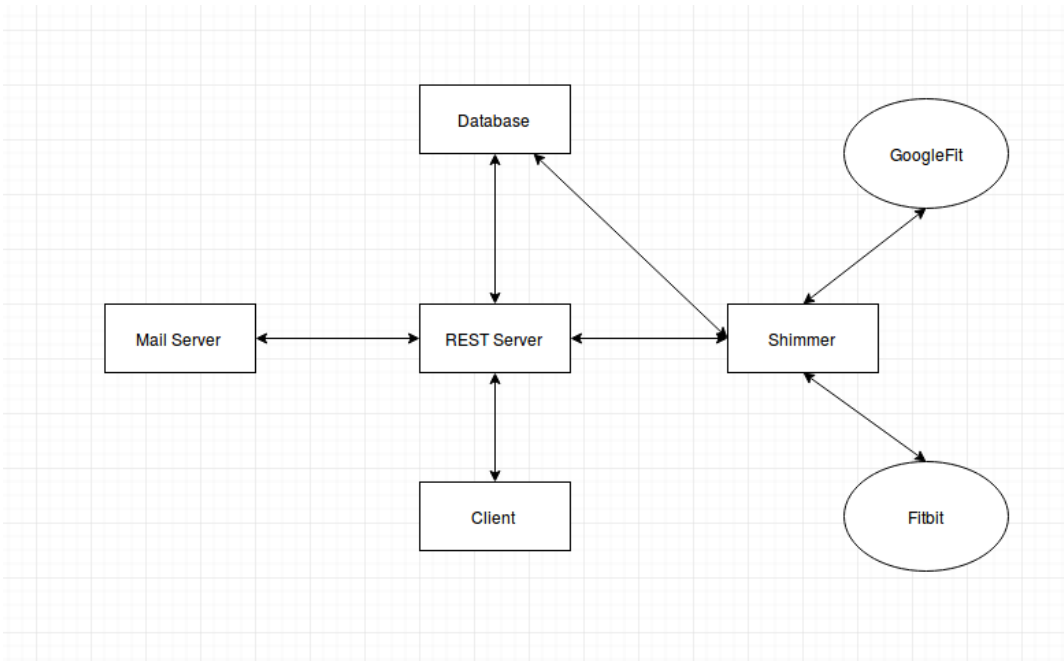 Database
GoogleFit
Mail Server
REST Server
Shimmer
Client
Fitbit